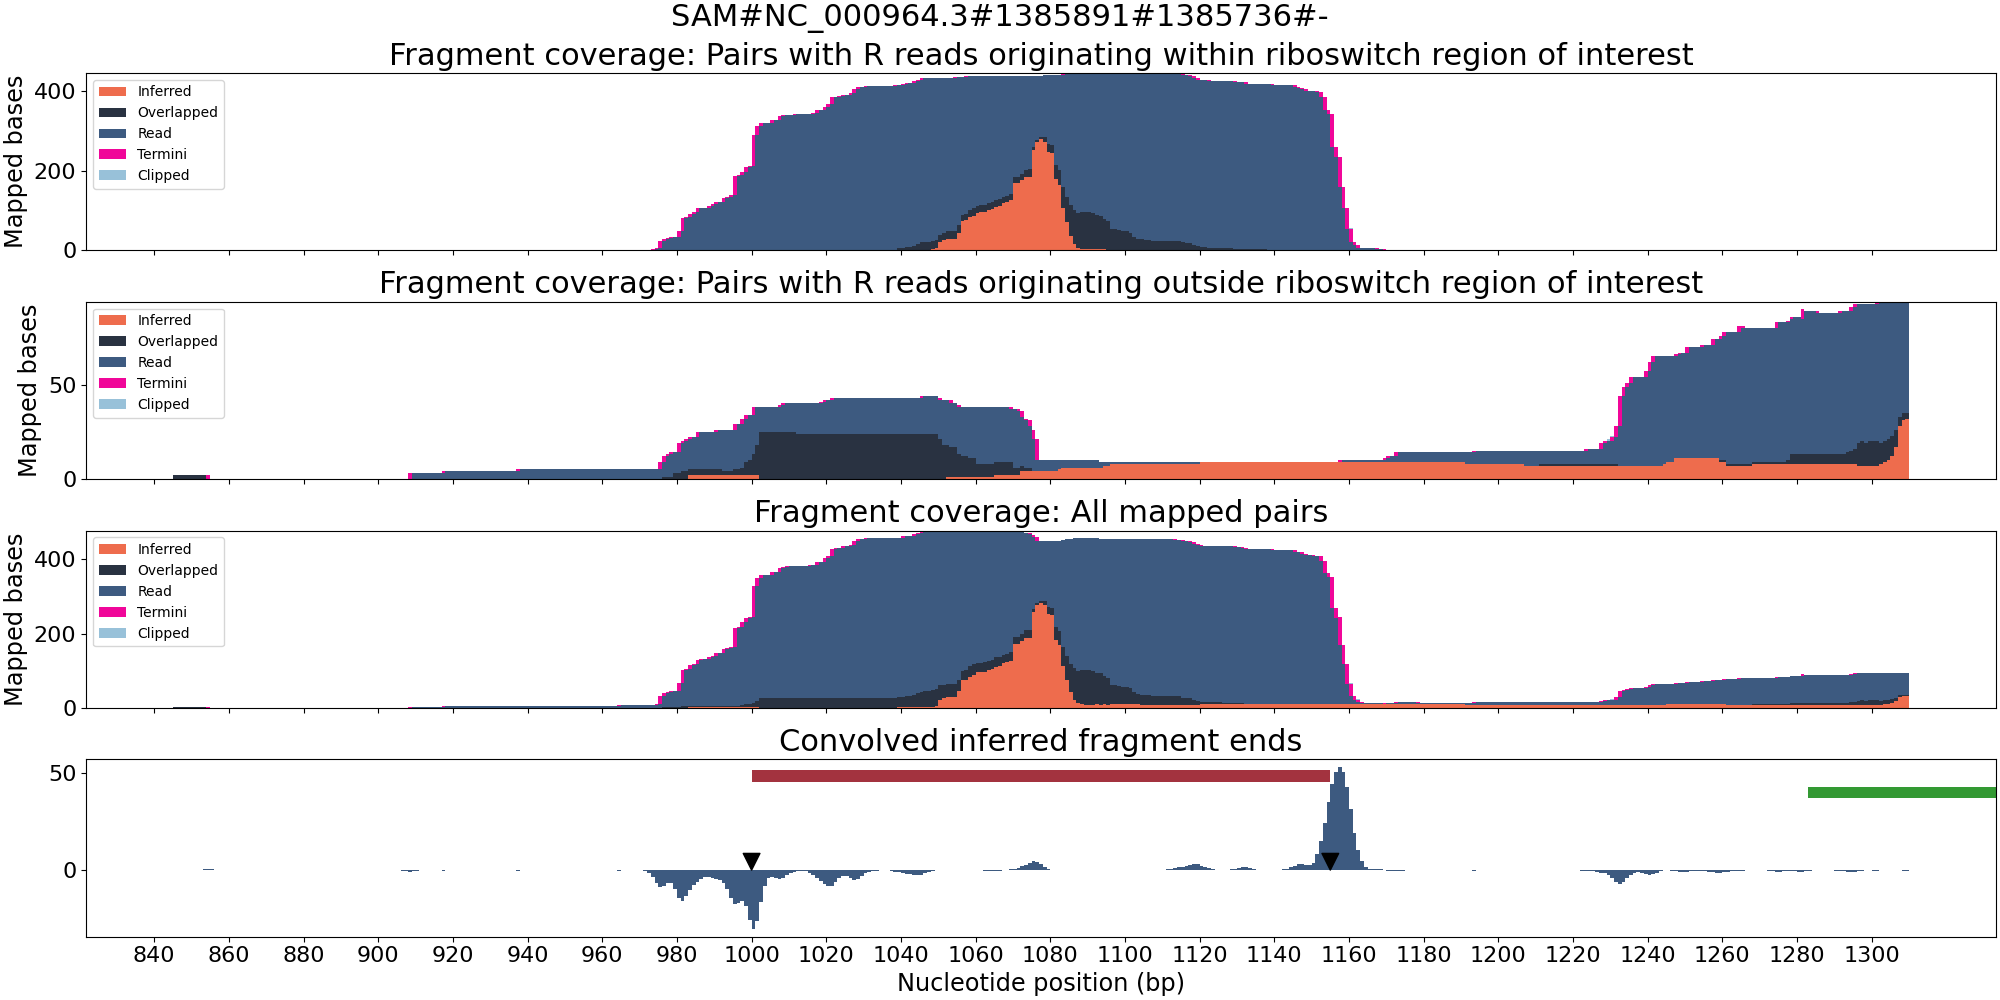 SAM#NC_000964.3#1385891#1385736#-
Fragment coverage: Pairs with R reads originating within riboswitch region of interest
Mapped bases
400
200
0
Inferred
Overlapped
Read
Termini
Clipped
Fragment coverage: Pairs with R reads originating outside riboswitch region of interest
Mapped bases
50
0
Inferred
Overlapped
Read
Termini
Clipped
Fragment coverage: All mapped pairs
Mapped bases
400
200
0
Inferred
Overlapped
Read
Termini
Clipped
Convolved inferred fragment ends
50
0
840 860 880 900 920 940 960 980 1000 1020 1040 1060 1080 1100 1120 1140 1160 1180 1200 1220 1240 1260 1280 1300
Nucleotide position (bp)